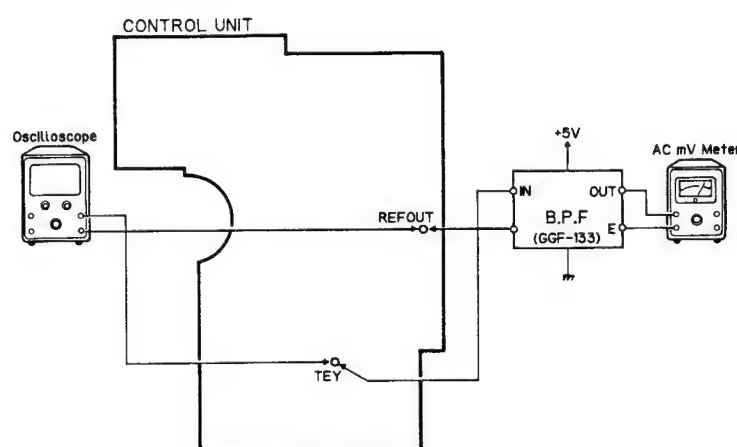 CONTROL UNIT
Oscilloscope
+5V
AC mV Meter
IN
OUT
B.P.F
(GGF-133)
E
REFOUT
TEY